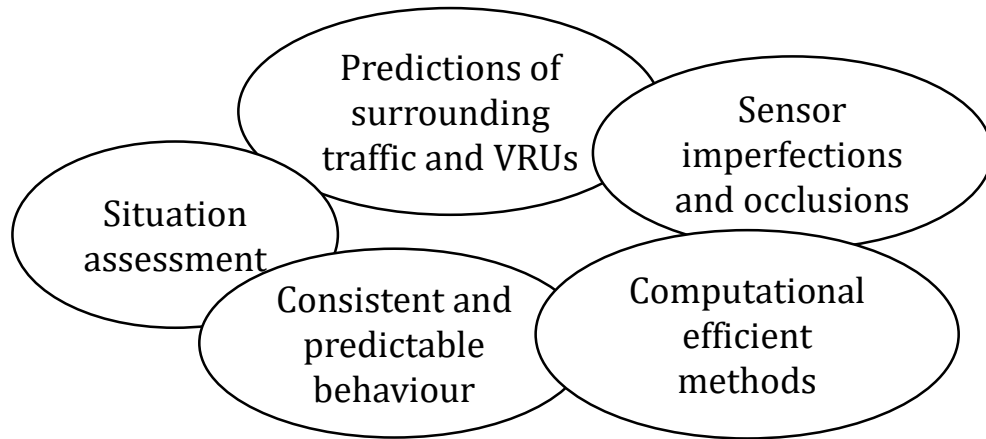 Predictions of
surrounding
traffic and VRUs
Sensor
imperfections
and occlusions
Situation
assessment
Consistent and
predictable
behaviour
Computational
efficient
methods